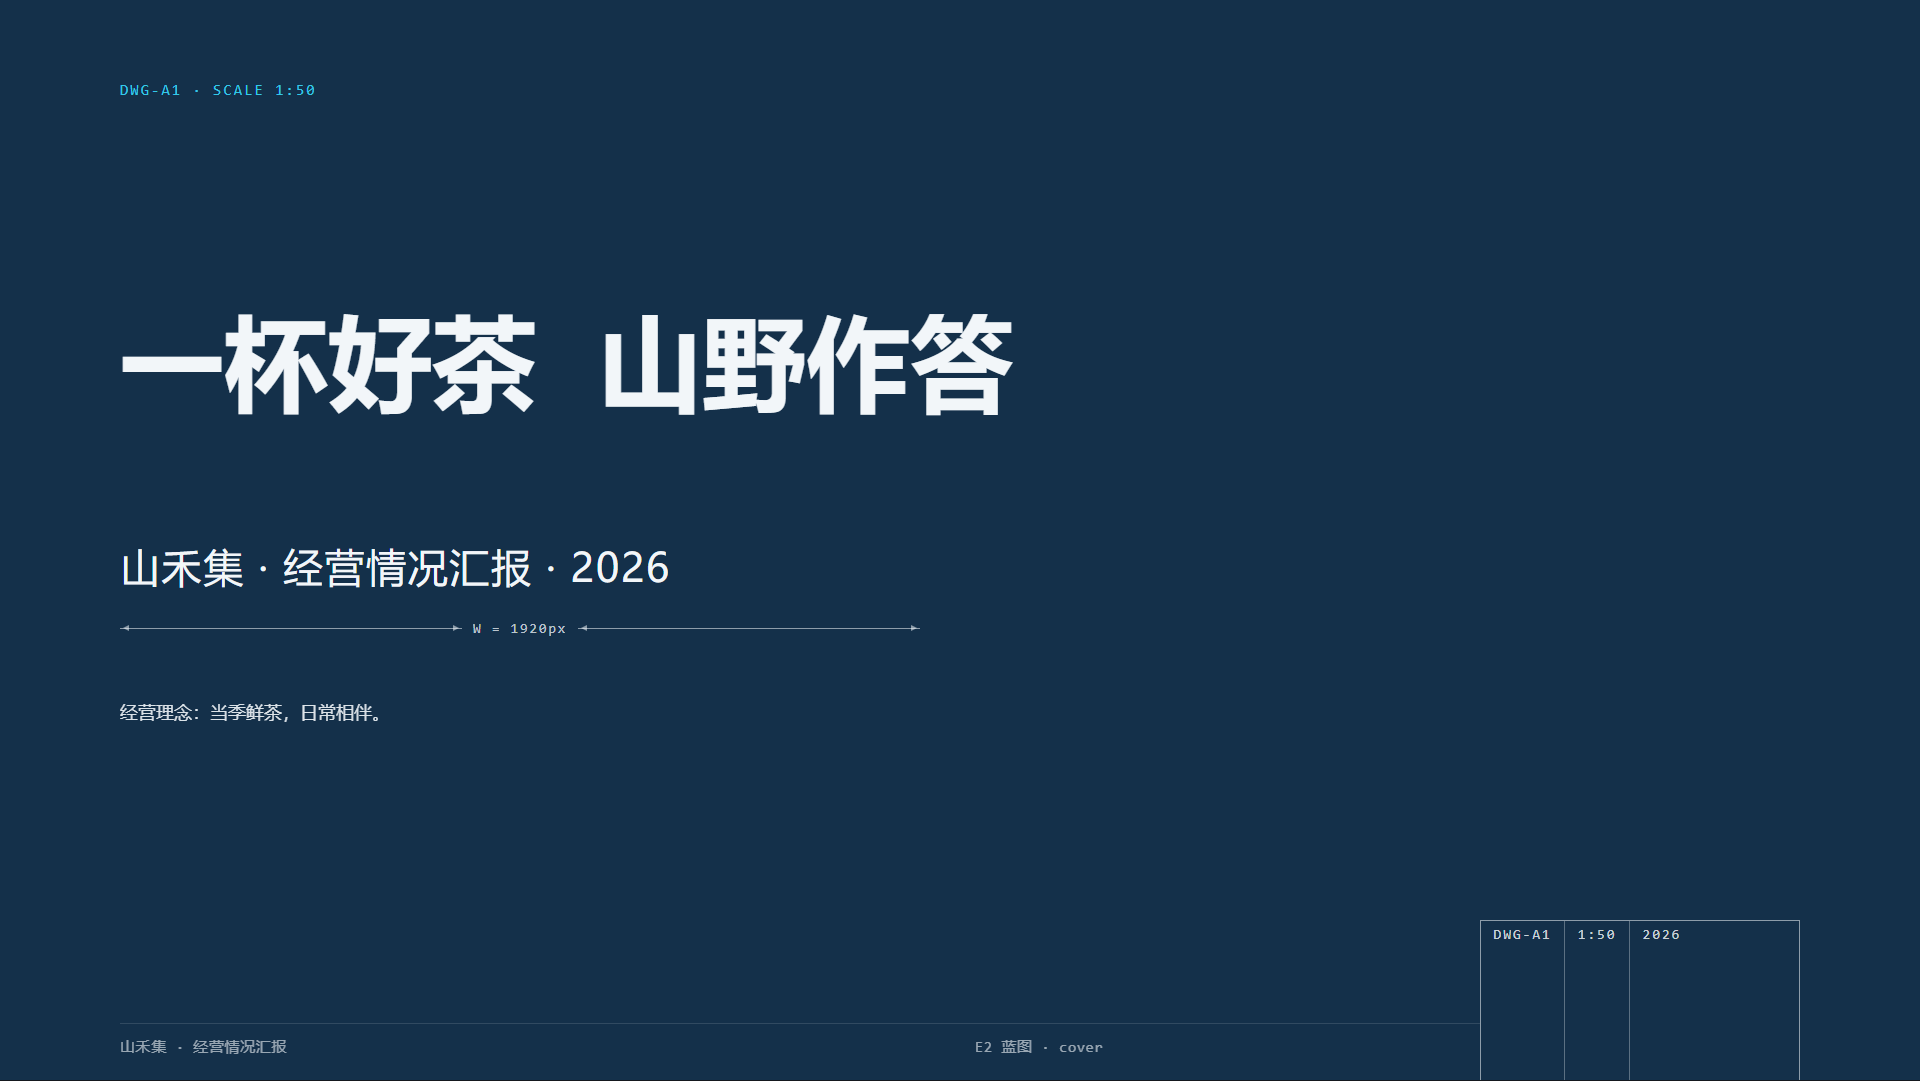 DWG-A1 · SCALE 1:50
一杯好茶 山野作答
山禾集 · 经营情况汇报 · 2026
W = 1920px
经营理念：当季鲜茶，日常相伴。
DWG-A1 1:50 2026
山禾集 · 经营情况汇报
E2 蓝图 · cover